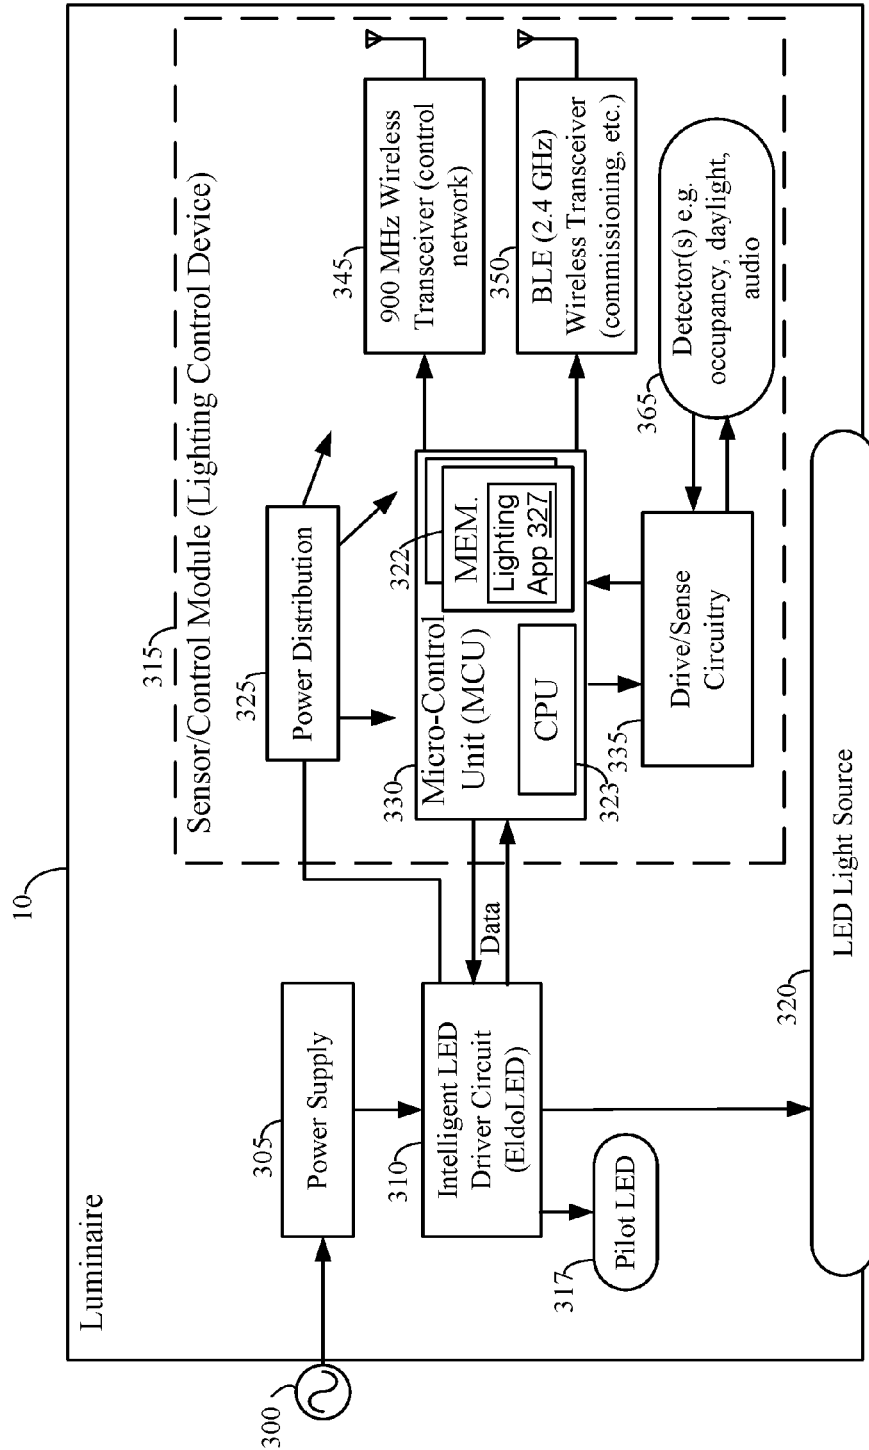 10
Luminaire
315
Sensor/Control Module (Lighting Control Device)
300
305
Power Supply
325
Power Distribution
345
900 MHz Wireless
Transceiver (control
network)
310
Intelligent LED
Driver Circuit
(EldoLED)
Data
330
Micro-Control
Unit (MCU)
322
MEM.
Lighting
App 327
CPU
323
350
BLE (2.4 GHz)
Wireless Transceiver
(commissioning, etc.)
317
Pilot LED
335
Drive/Sense
Circuitry
365
Detector(s) e.g.
occupancy, daylight,
audio
320
LED Light Source